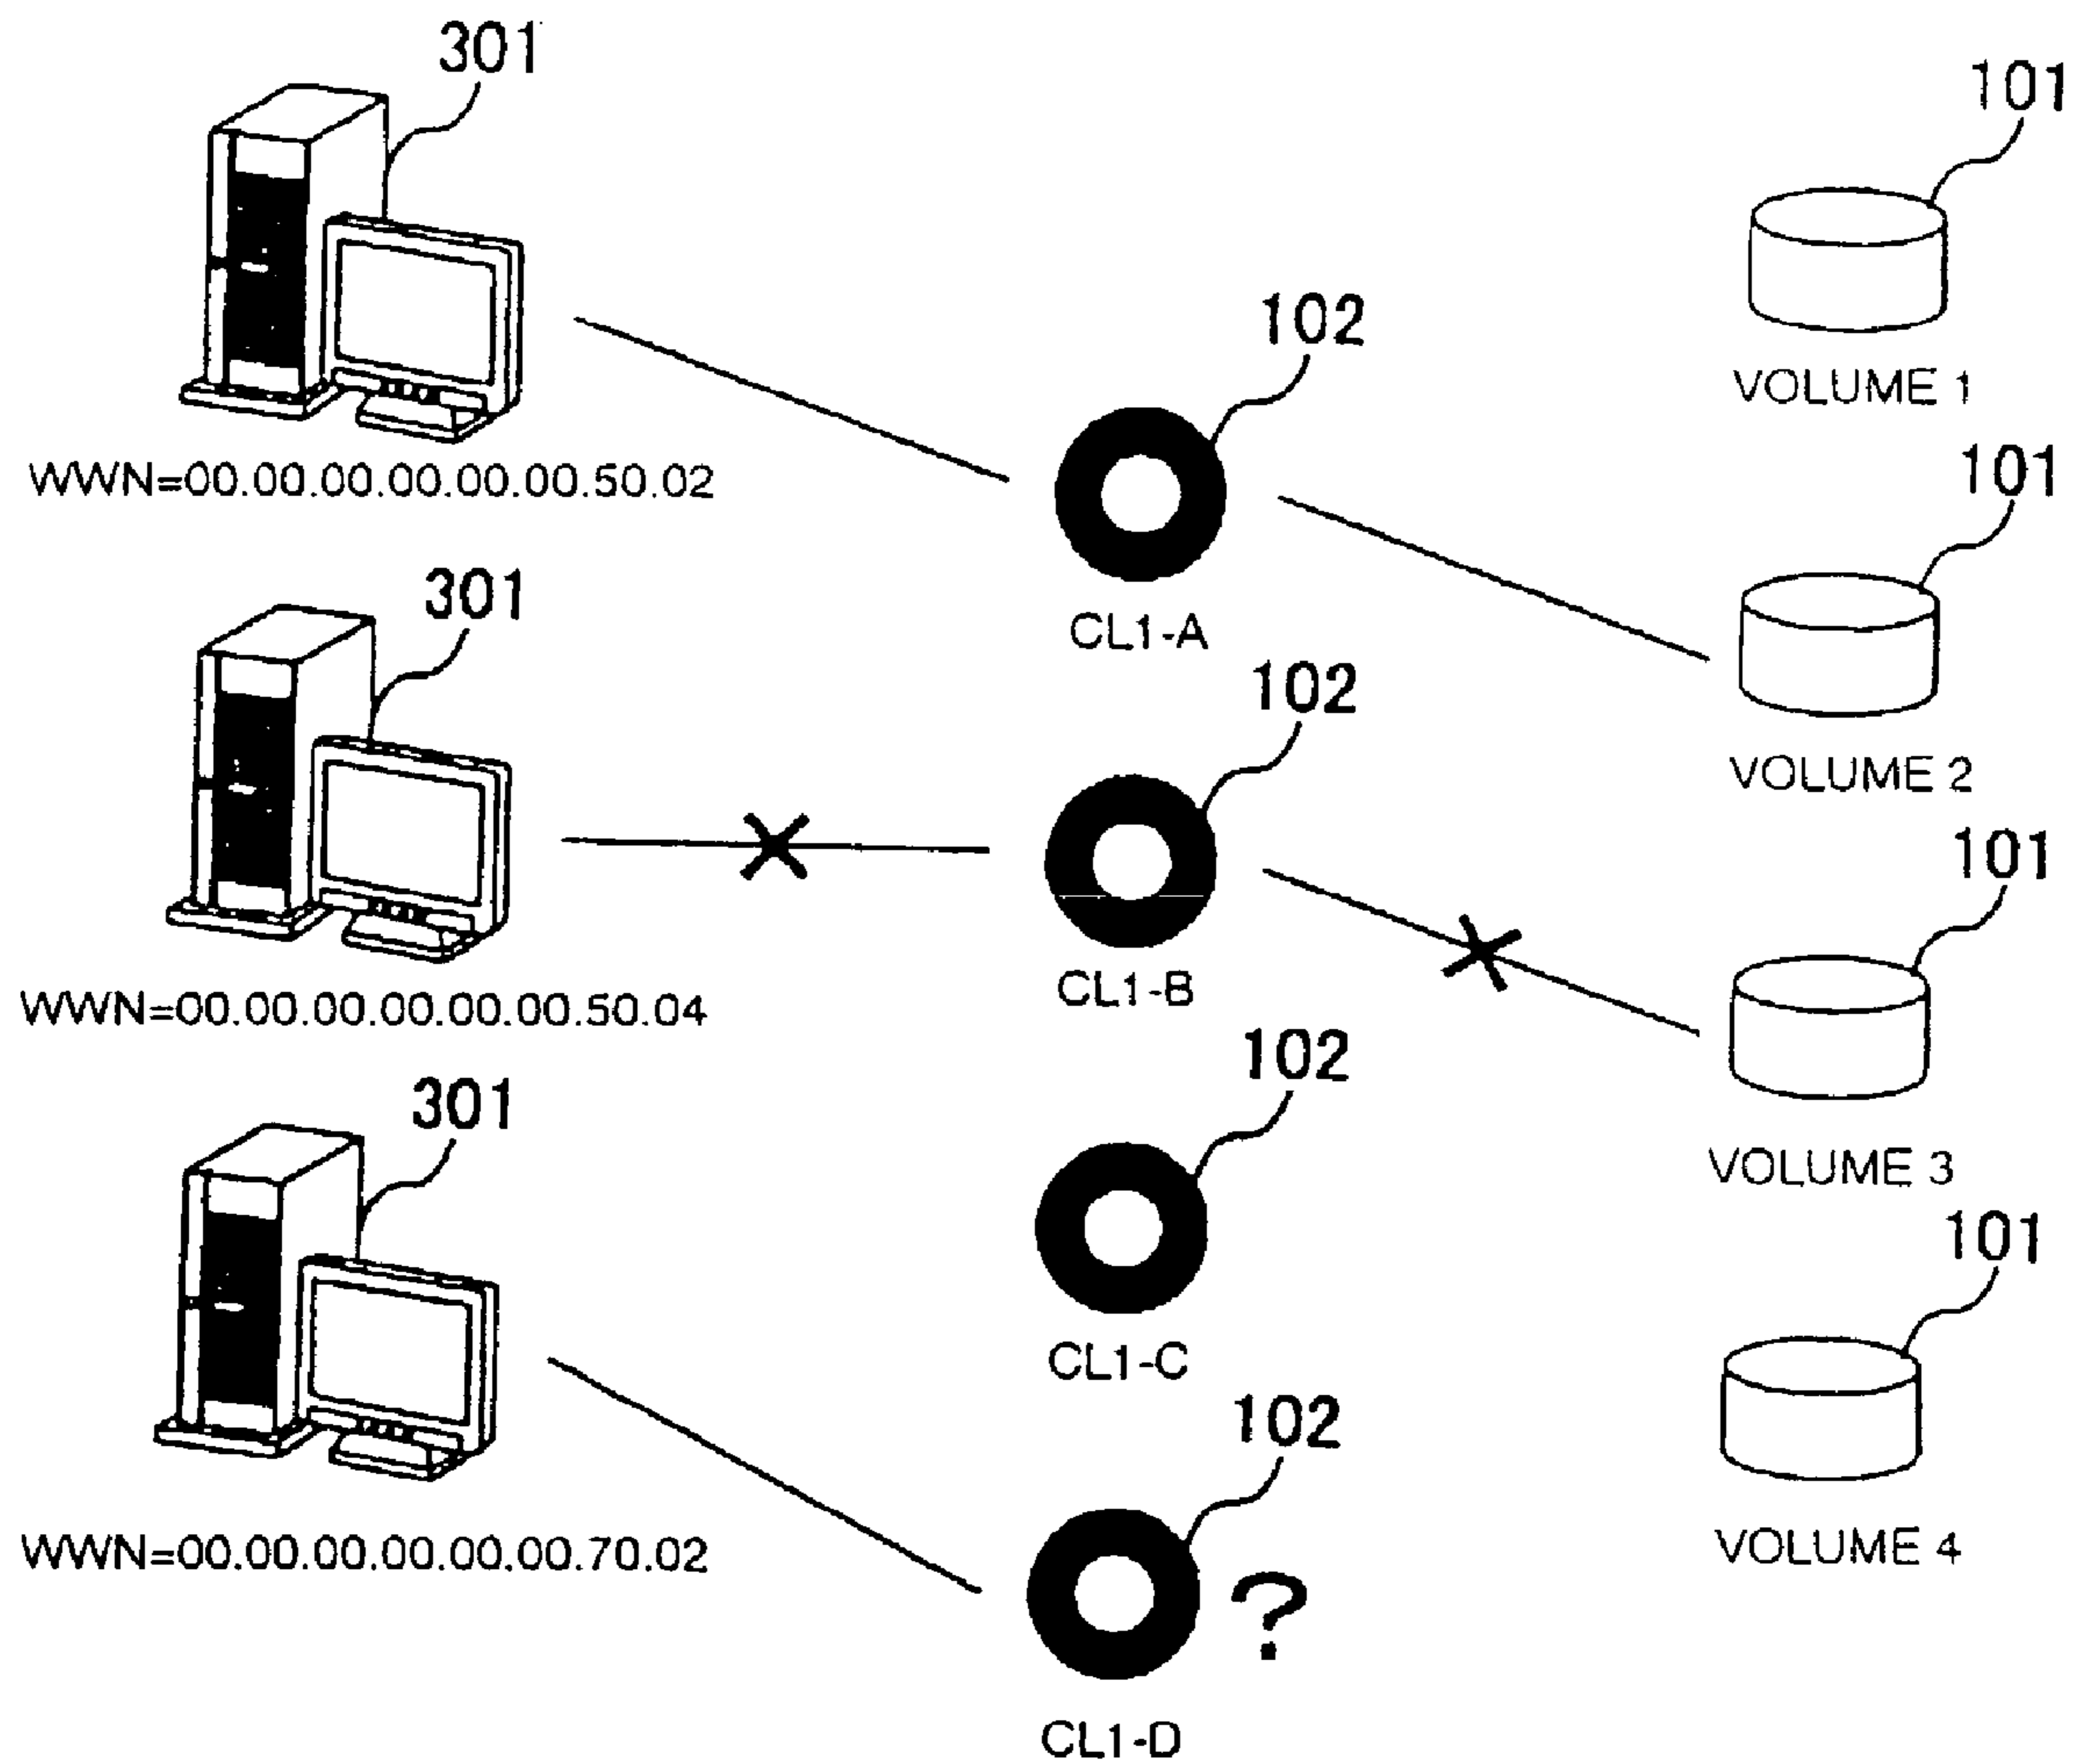 301
101
102
VOLUME 1
WWN=00.00.00.00.00.00.50.02
101
301
CL1-A
102
VOLUME 2
101
CL1-B
WWN=00.00.00.00.00.00.50.04
102
301
VOLUME 3
101
CL1-C
102
WWN=00.00.00.00.00.00.70.02
VOLUME 4
?
CL1-D